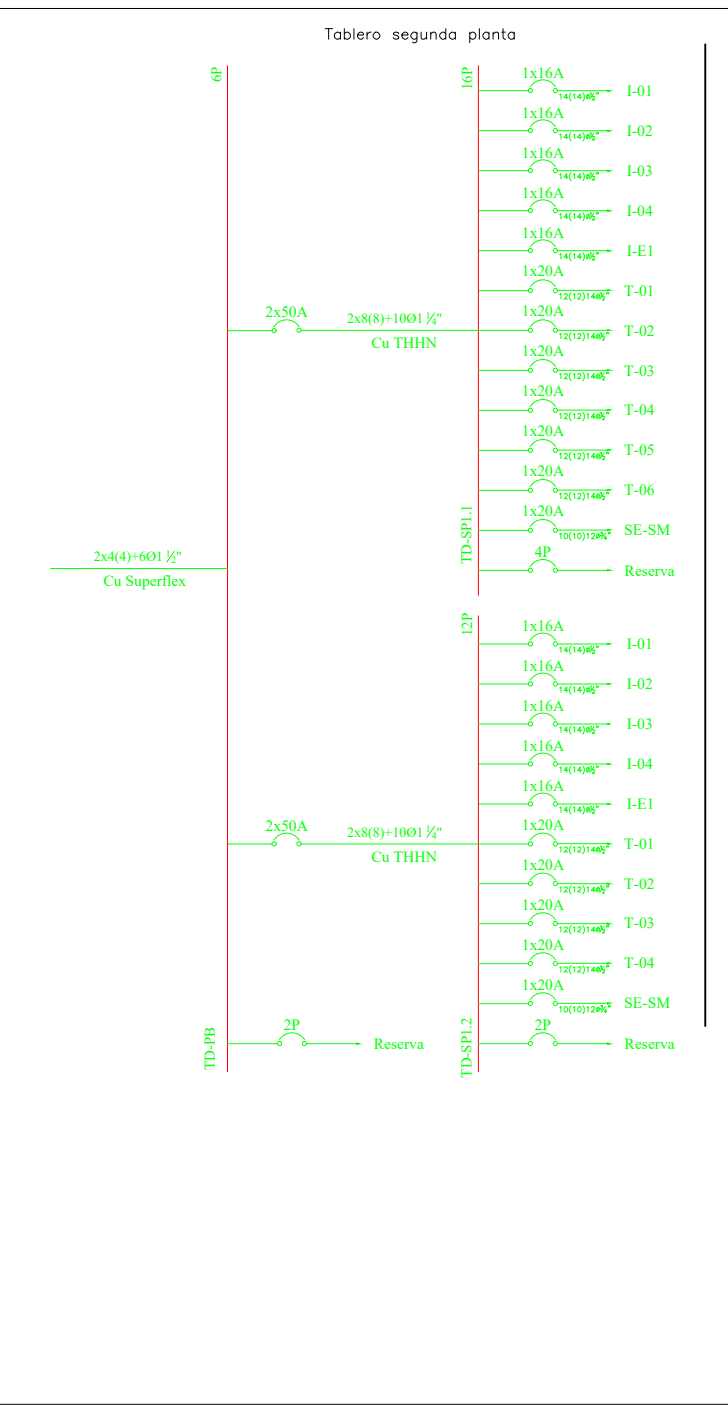 Tablero segunda planta
6P
16P
1x16A
14(14)ø½"
I-01
1x16A
14(14)ø½"
I-02
1x16A
14(14)ø½"
I-03
1x16A
14(14)ø½"
I-04
1x16A
14(14)ø½"
I-E1
1x20A
12(12)14ø½"
T-01
2x50A
2x8(8)+10Ø1 ¼"
Cu THHN
1x20A
12(12)14ø½"
T-02
1x20A
12(12)14ø½"
T-03
1x20A
12(12)14ø½"
T-04
1x20A
12(12)14ø½"
T-05
1x20A
12(12)14ø½"
T-06
1x20A
10(10)12ø¾"
SE-SM
TD-SP1.1
4P
Reserva
2x4(4)+6Ø1 ½"
Cu Superflex
12P
1x16A
14(14)ø½"
I-01
1x16A
14(14)ø½"
I-02
1x16A
14(14)ø½"
I-03
1x16A
14(14)ø½"
I-04
1x16A
14(14)ø½"
I-E1
2x50A
2x8(8)+10Ø1 ¼"
Cu THHN
1x20A
12(12)14ø½"
T-01
1x20A
12(12)14ø½"
T-02
1x20A
12(12)14ø½"
T-03
1x20A
12(12)14ø½"
T-04
1x20A
10(10)12ø¾"
SE-SM
TD-PB
2P
Reserva
TD-SP1.2
2P
Reserva